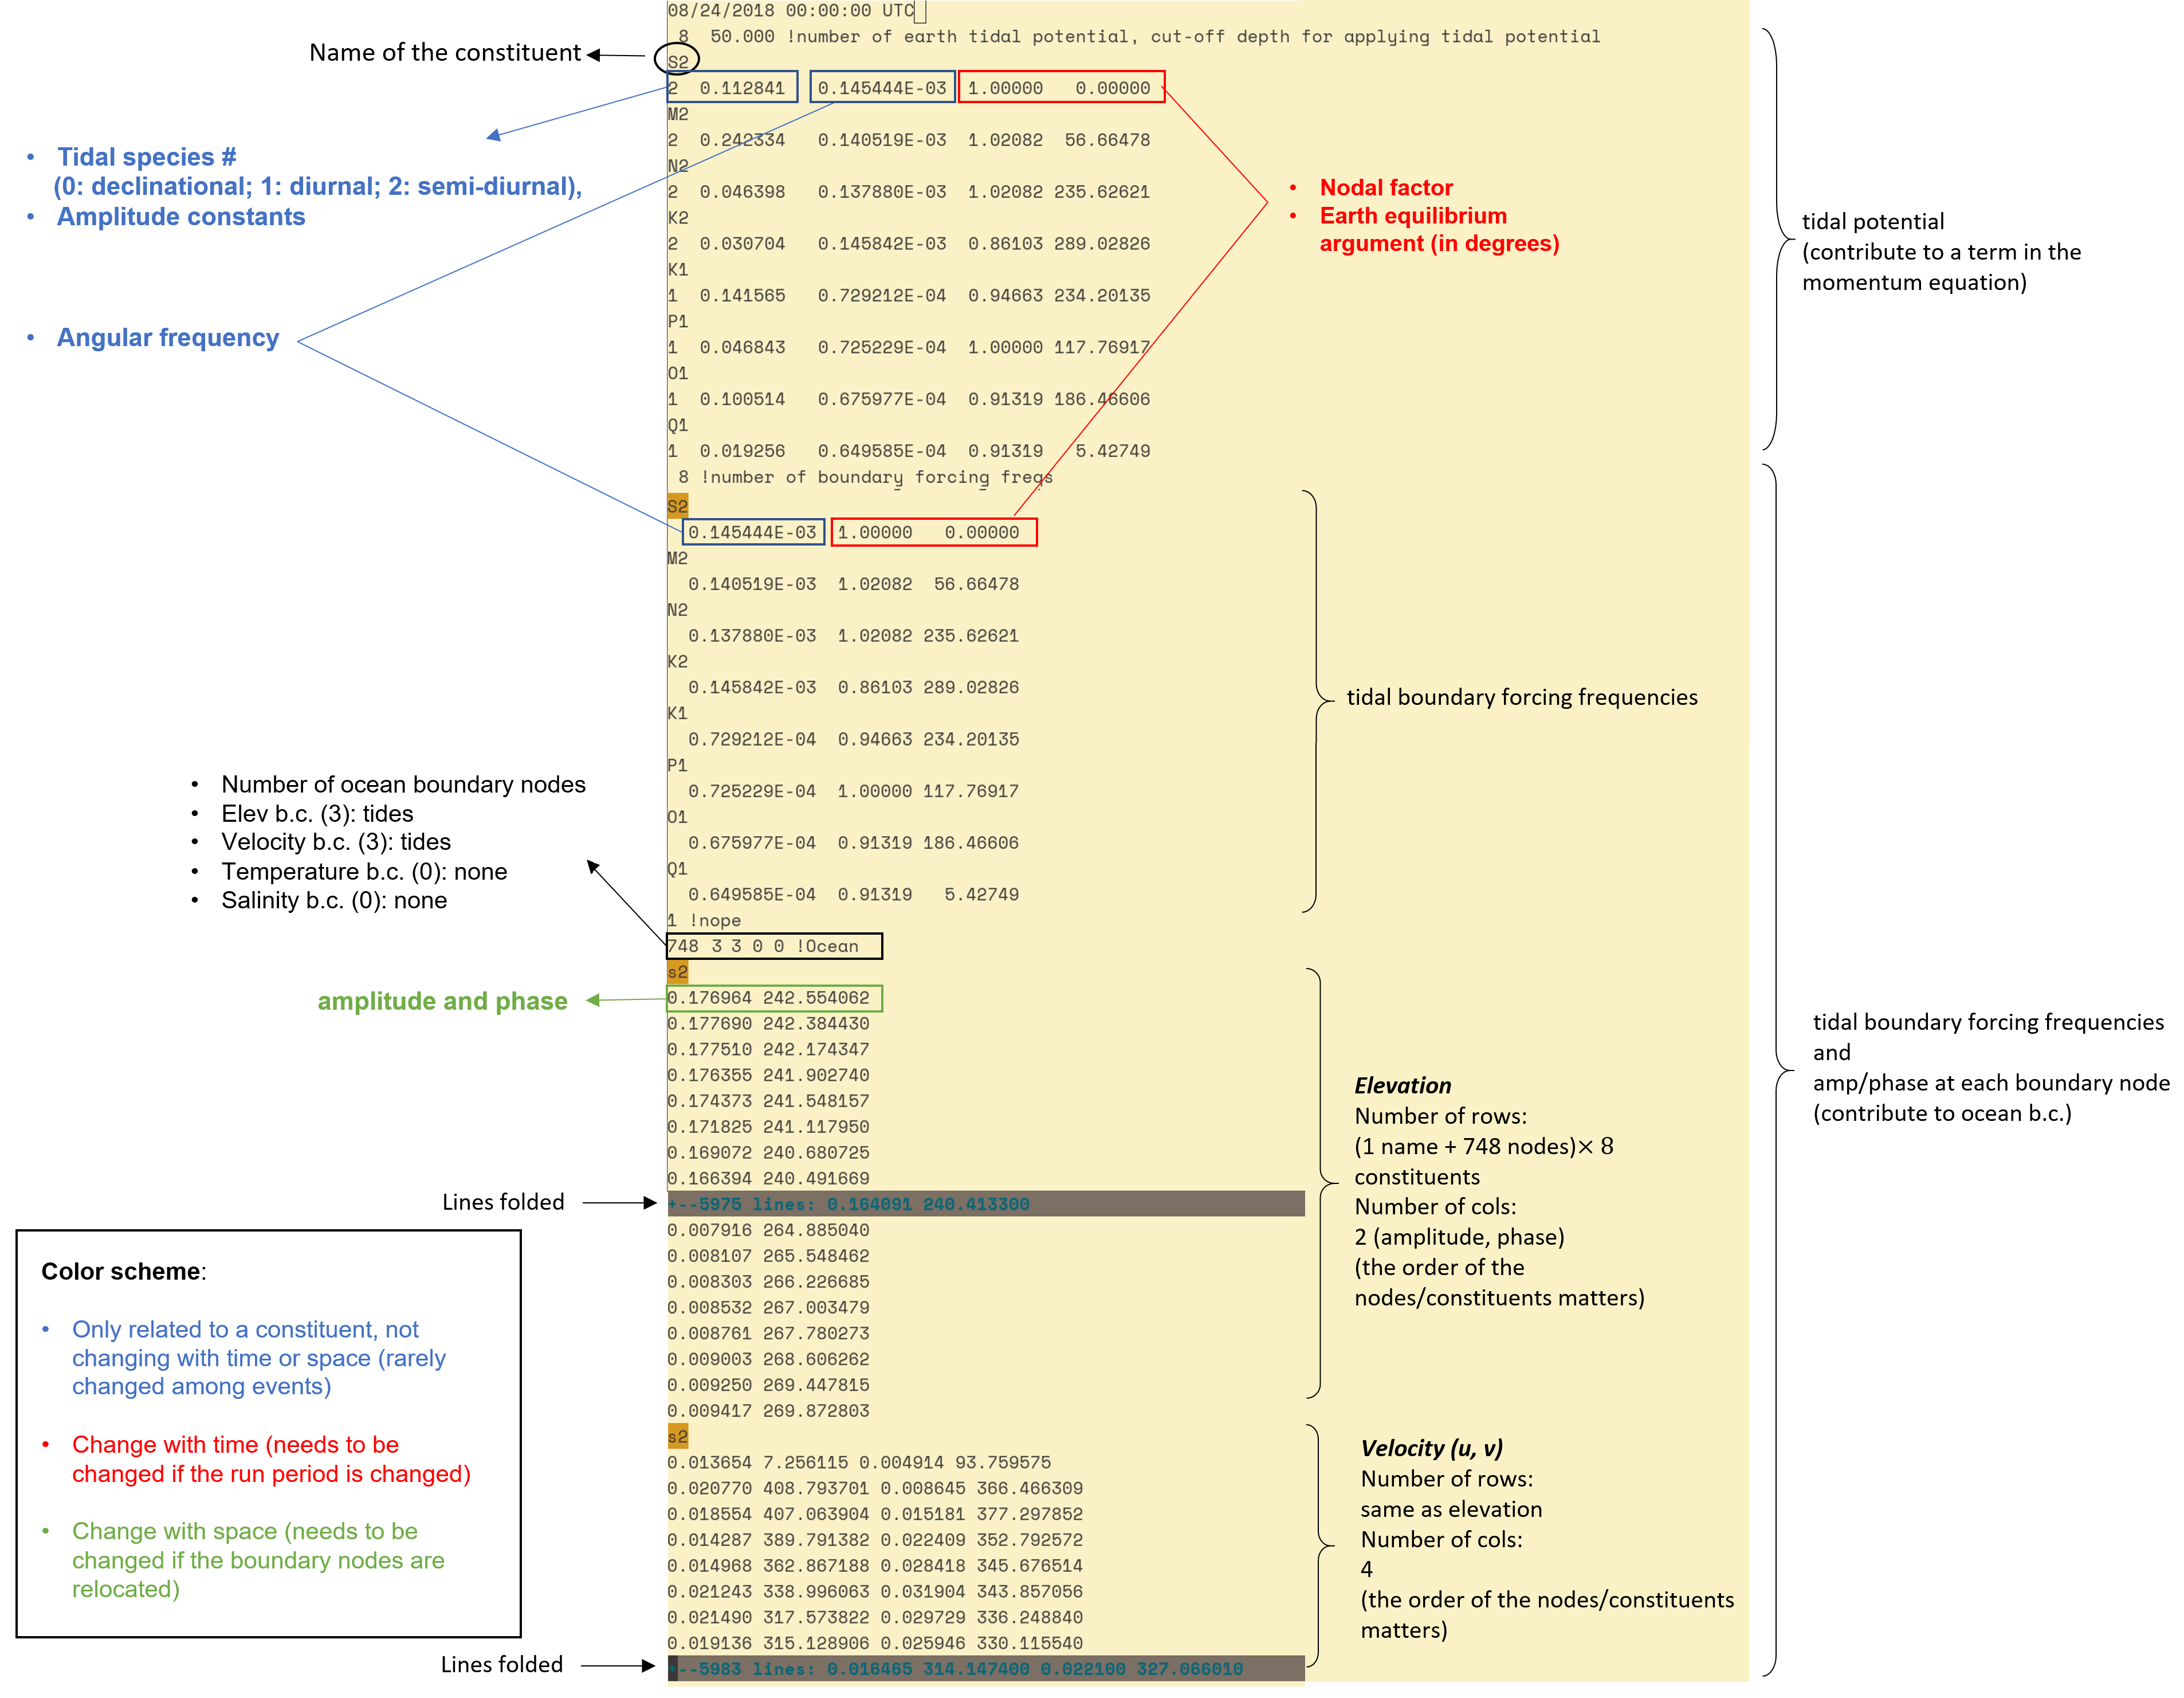 08/24/2018 00:00:00 UTC
8 50.000 !number of earth tidal potential, cut-off depth for applying tidal potential
S2
2 0.112841 0.145444E-03 1.00000 0.00000
M2
2 0.242334 0.140519E-03 1.02082 56.66478
N2
2 0.046398 0.137880E-03 1.02082 235.62621
K2
2 0.030704 0.145842E-03 0.86103 289.02826
K1
1 0.141565 0.729212E-04 0.94663 234.20135
P1
1 0.046843 0.725229E-04 1.00000 117.76917
O1
1 0.100514 0.675977E-04 0.91319 186.46606
Q1
1 0.019256 0.649585E-04 0.91319 5.42749
8 !number of boundary forcing freqs
S2
0.145444E-03 1.00000 0.00000
M2
0.140519E-03 1.02082 56.66478
N2
0.137880E-03 1.02082 235.62621
K2
0.145842E-03 0.86103 289.02826
K1
0.729212E-04 0.94663 234.20135
P1
0.725229E-04 1.00000 117.76917
O1
0.675977E-04 0.91319 186.46606
Q1
0.649585E-04 0.91319 5.42749
1 !nope
748 3 3 0 0 !Ocean
s2
0.176964 242.554062
0.177690 242.384430
0.177510 242.174347
0.176355 241.902740
0.174373 241.548157
0.171825 241.117950
0.169072 240.680725
0.166394 240.491669
+--5975 lines: 0.164091 240.413300
0.007916 264.885040
0.008107 265.548462
0.008303 266.226685
0.008532 267.003479
0.008761 267.780273
0.009003 268.606262
0.009250 269.447815
0.009417 269.872803
s2
0.013654 7.256115 0.004914 93.759575
0.020770 408.793701 0.008645 366.466309
0.018554 407.063904 0.015181 377.297852
0.014287 389.791382 0.022409 352.792572
0.014968 362.867188 0.028418 345.676514
0.021243 338.996063 0.031904 343.857056
0.021490 317.573822 0.029729 336.248840
0.019136 315.128906 0.025946 330.115540
+--5983 lines: 0.016465 314.147400 0.022100 327.066010
Name of the constituent
• Tidal species #
(0: declinational; 1: diurnal; 2: semi-diurnal),
• Amplitude constants
• Angular frequency
• Number of ocean boundary nodes
• Elev b.c. (3): tides
• Velocity b.c. (3): tides
• Temperature b.c. (0): none
• Salinity b.c. (0): none
amplitude and phase
Lines folded
Color scheme:
• Only related to a constituent, not
changing with time or space (rarely
changed among events)
• Change with time (needs to be
changed if the run period is changed)
• Change with space (needs to be
changed if the boundary nodes are
relocated)
Lines folded
• Nodal factor
• Earth equilibrium
argument (in degrees)
tidal potential
(contribute to a term in the
momentum equation)
tidal boundary forcing frequencies
Elevation
Number of rows:
(1 name + 748 nodes)× 8
constituents
Number of cols:
2 (amplitude, phase)
(the order of the
nodes/constituents matters)
Velocity (u, v)
Number of rows:
same as elevation
Number of cols:
4
(the order of the nodes/constituents
matters)
tidal boundary forcing frequencies
and
amp/phase at each boundary node
(contribute to ocean b.c.)